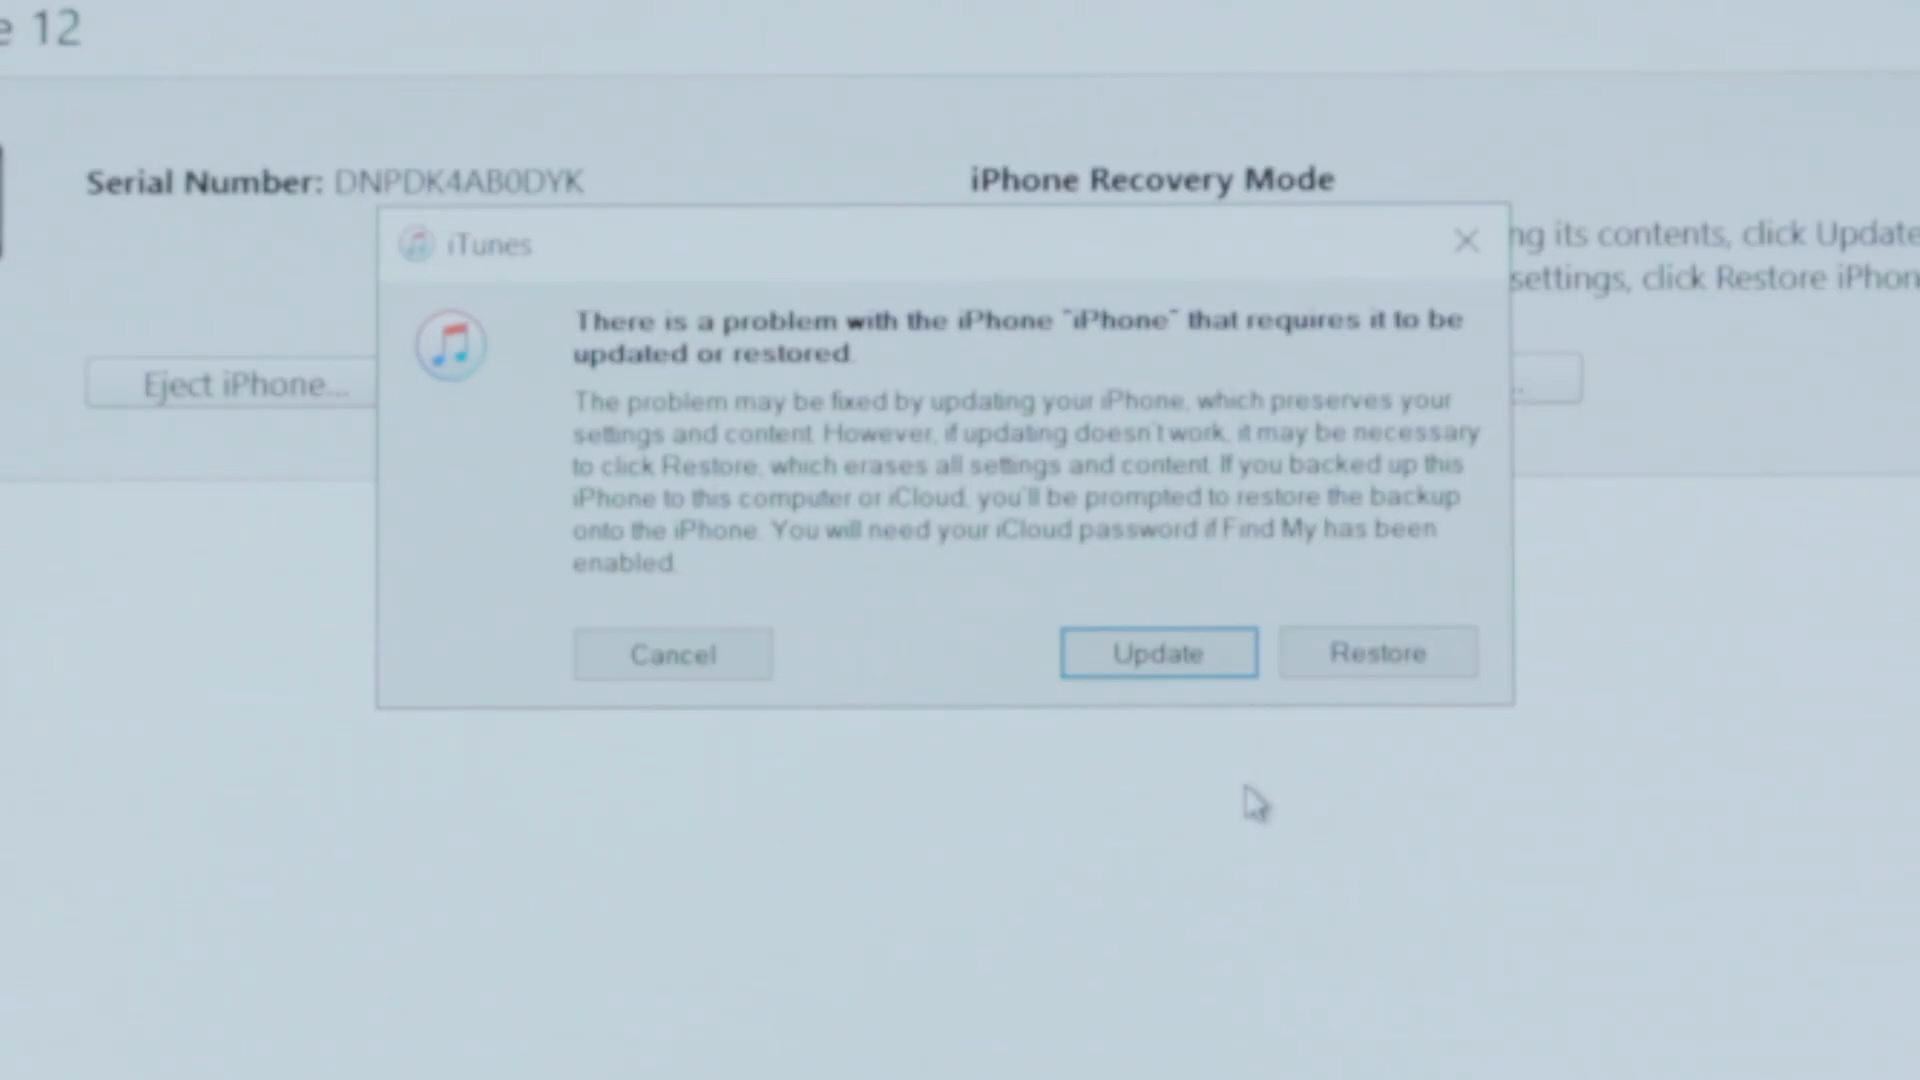 e 12
Serial Number: DNPDK4AB0DYK
iPhone Recovery Mode
ng its contents, click Update
settings, click Restore iPhon
iTunes
There is a problem with the iPhone "iPhone" that requires it to be
updated or restored.
The problem may be fixed by updating your iPhone, which preserves your
settings and content. However, if updating doesn't work, it may be necessary
to click Restore, which erases all settings and content. If you backed up this
iPhone to this computer or iCloud, you'll be prompted to restore the backup
onto the iPhone. You will need your iCloud password if Find My has been
enabled.
Eject iPhone...
Cancel
Update
Restore